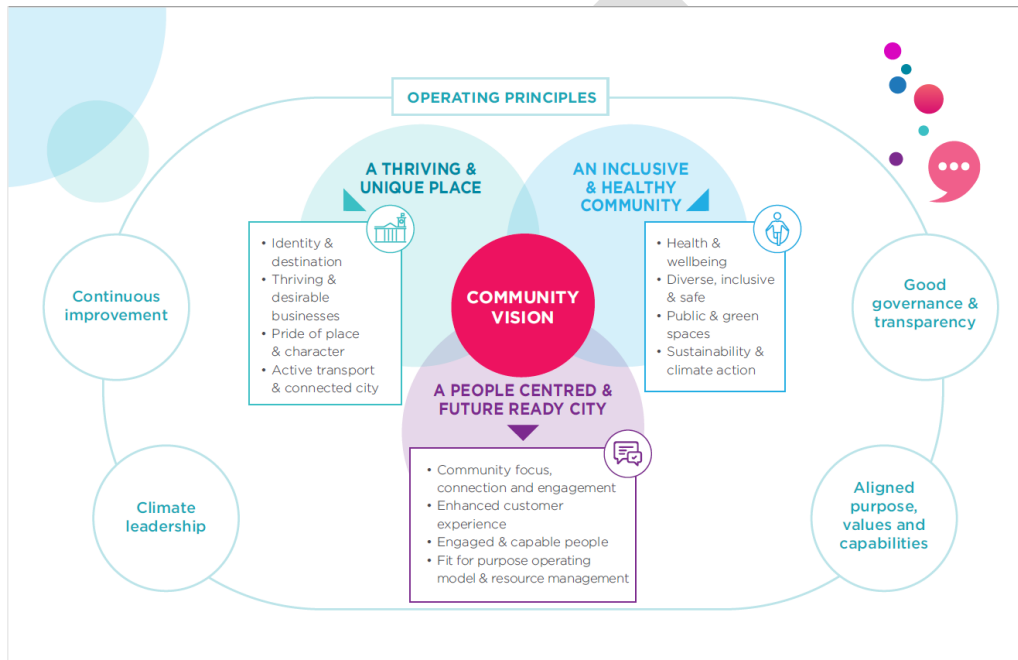 OPERATING PRINCIPLES
A THRIVING &
UNIQUE PLACE
AN INCLUSIVE
& HEALTHY
COMMUNITY
• Identity &
destination
• Thriving &
desirable
businesses
• Pride of place
& character
• Active transport
& connected city
• Health &
wellbeing
• Diverse, inclusive
& safe
• Public & green
spaces
• Sustainability &
climate action
COMMUNITY
VISION
Continuous
improvement
Good
governance &
transparency
A PEOPLE CENTRED &
FUTURE READY CITY
• Community focus,
connection and engagement
• Enhanced customer
experience
• Engaged & capable people
• Fit for purpose operating
model & resource management
Climate
leadership
Aligned
purpose,
values and
capabilities